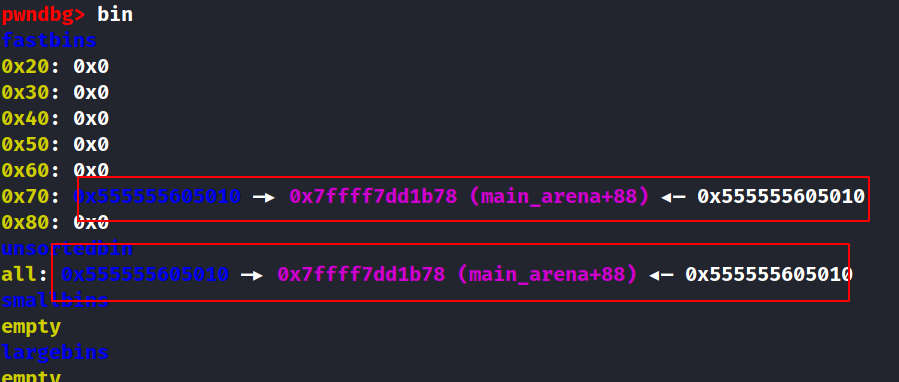 pwndbg> bin
fastbins
0x20: 0x0
0x30: 0x0
0x40: 0x0
0x50: 0x0
0x60: 0x0
0x70: 0x555555605010 —▸ 0x7ffff7dd1b78 (main_arena+88) ◂— 0x555555605010
0x80: 0x0
unsortedbin
all: 0x555555605010 —▸ 0x7ffff7dd1b78 (main_arena+88) ◂— 0x555555605010
smallbins
empty
largebins
empty